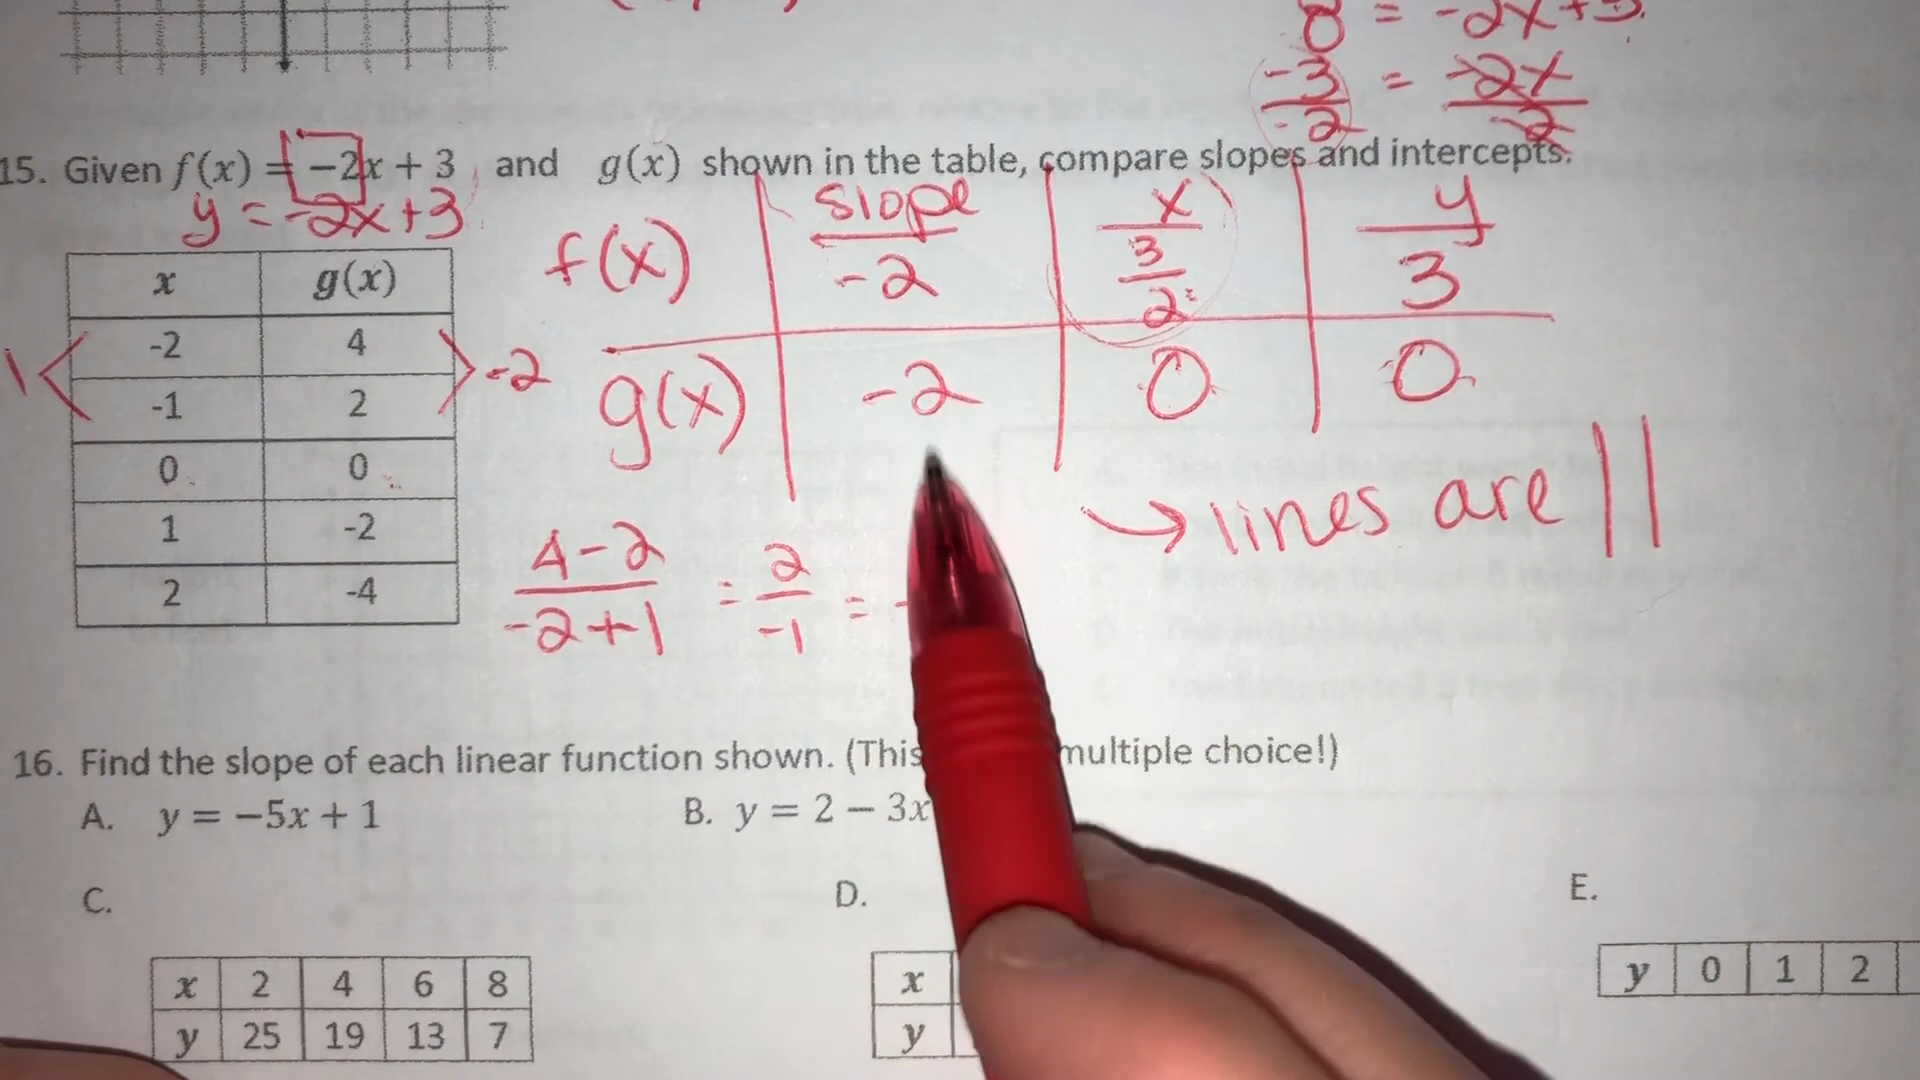 = -2x+3
-3/-2 = -2x/-2
15. Given f(x) = −2x + 3 and g(x) shown in the table, compare slopes and intercepts.
y = -2x+3
slope x y
f(x) -2 3/2 3
g(x) -2 0 0
x g(x)
-2 4
-1 2
0 0
1 -2
2 -4
1
-2
→ lines are ||
4-2/-2+1 = 2/-1 =
16. Find the slope of each linear function shown. (This multiple choice!)
A. y = −5x + 1 B. y = 2 − 3x
C. D. E.
x 2 4 6 8
y 25 19 13 7
x
y
y 0 1 2